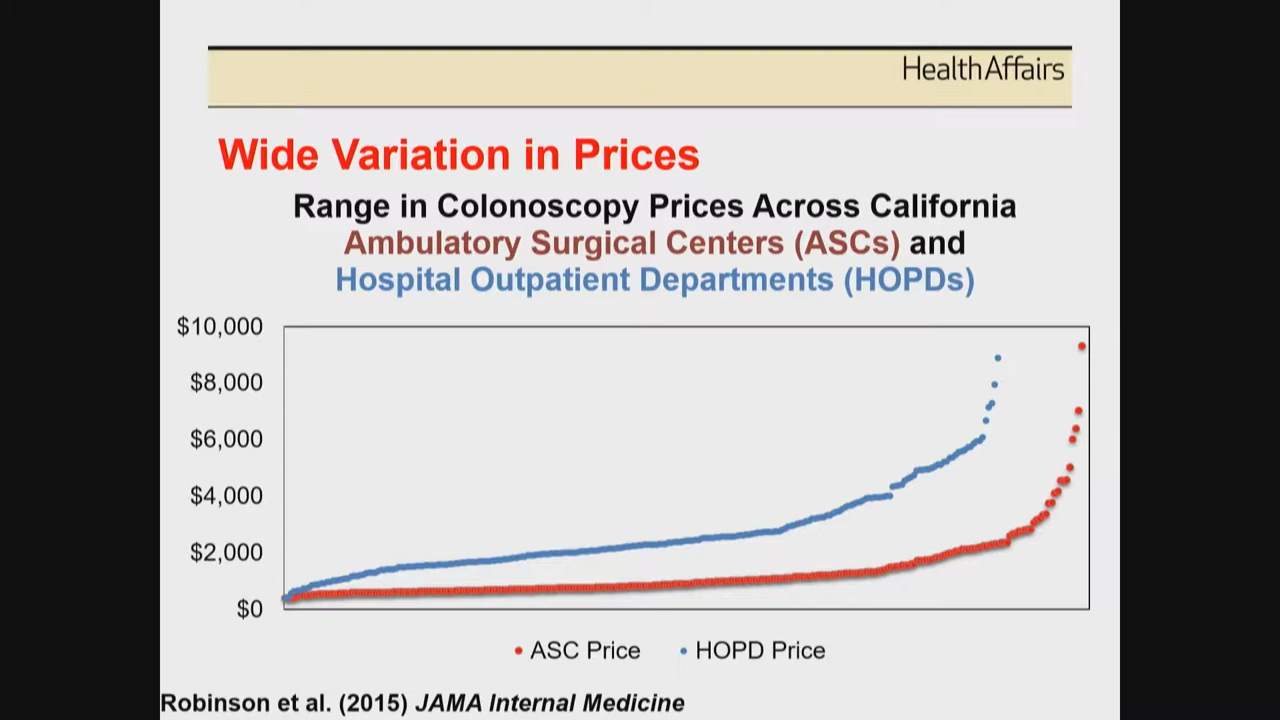 HealthAffairs
Wide Variation in Prices
Range in Colonoscopy Prices Across California
Ambulatory Surgical Centers (ASCs) and
Hospital Outpatient Departments (HOPDs)
$10,000
$8,000
$6,000
$4,000
$2,000
$0
ASC Price HOPD Price
Robinson et al. (2015) JAMA Internal Medicine